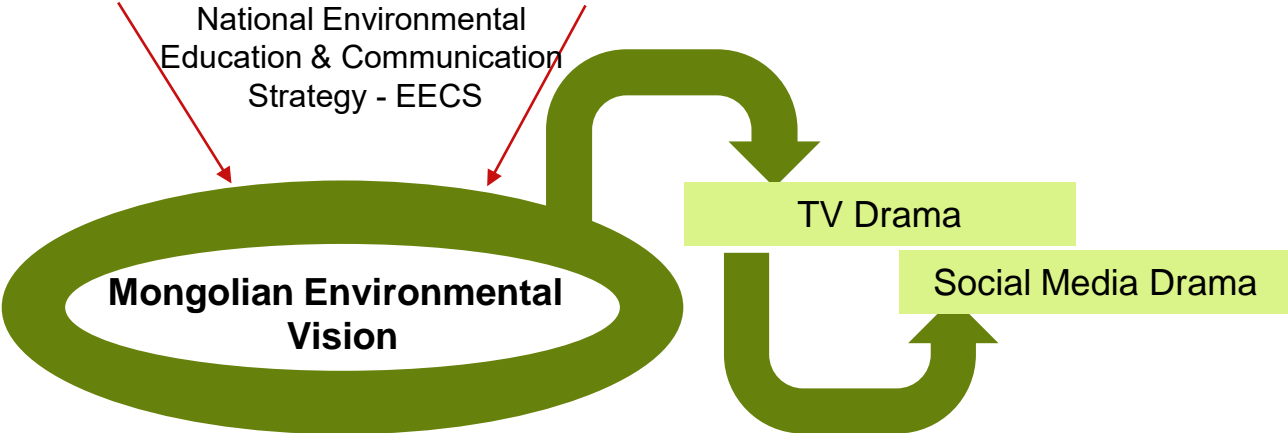 National Environmental
Education & Communication
Strategy - EECS
TV Drama
Social Media Drama
Mongolian Environmental
Vision